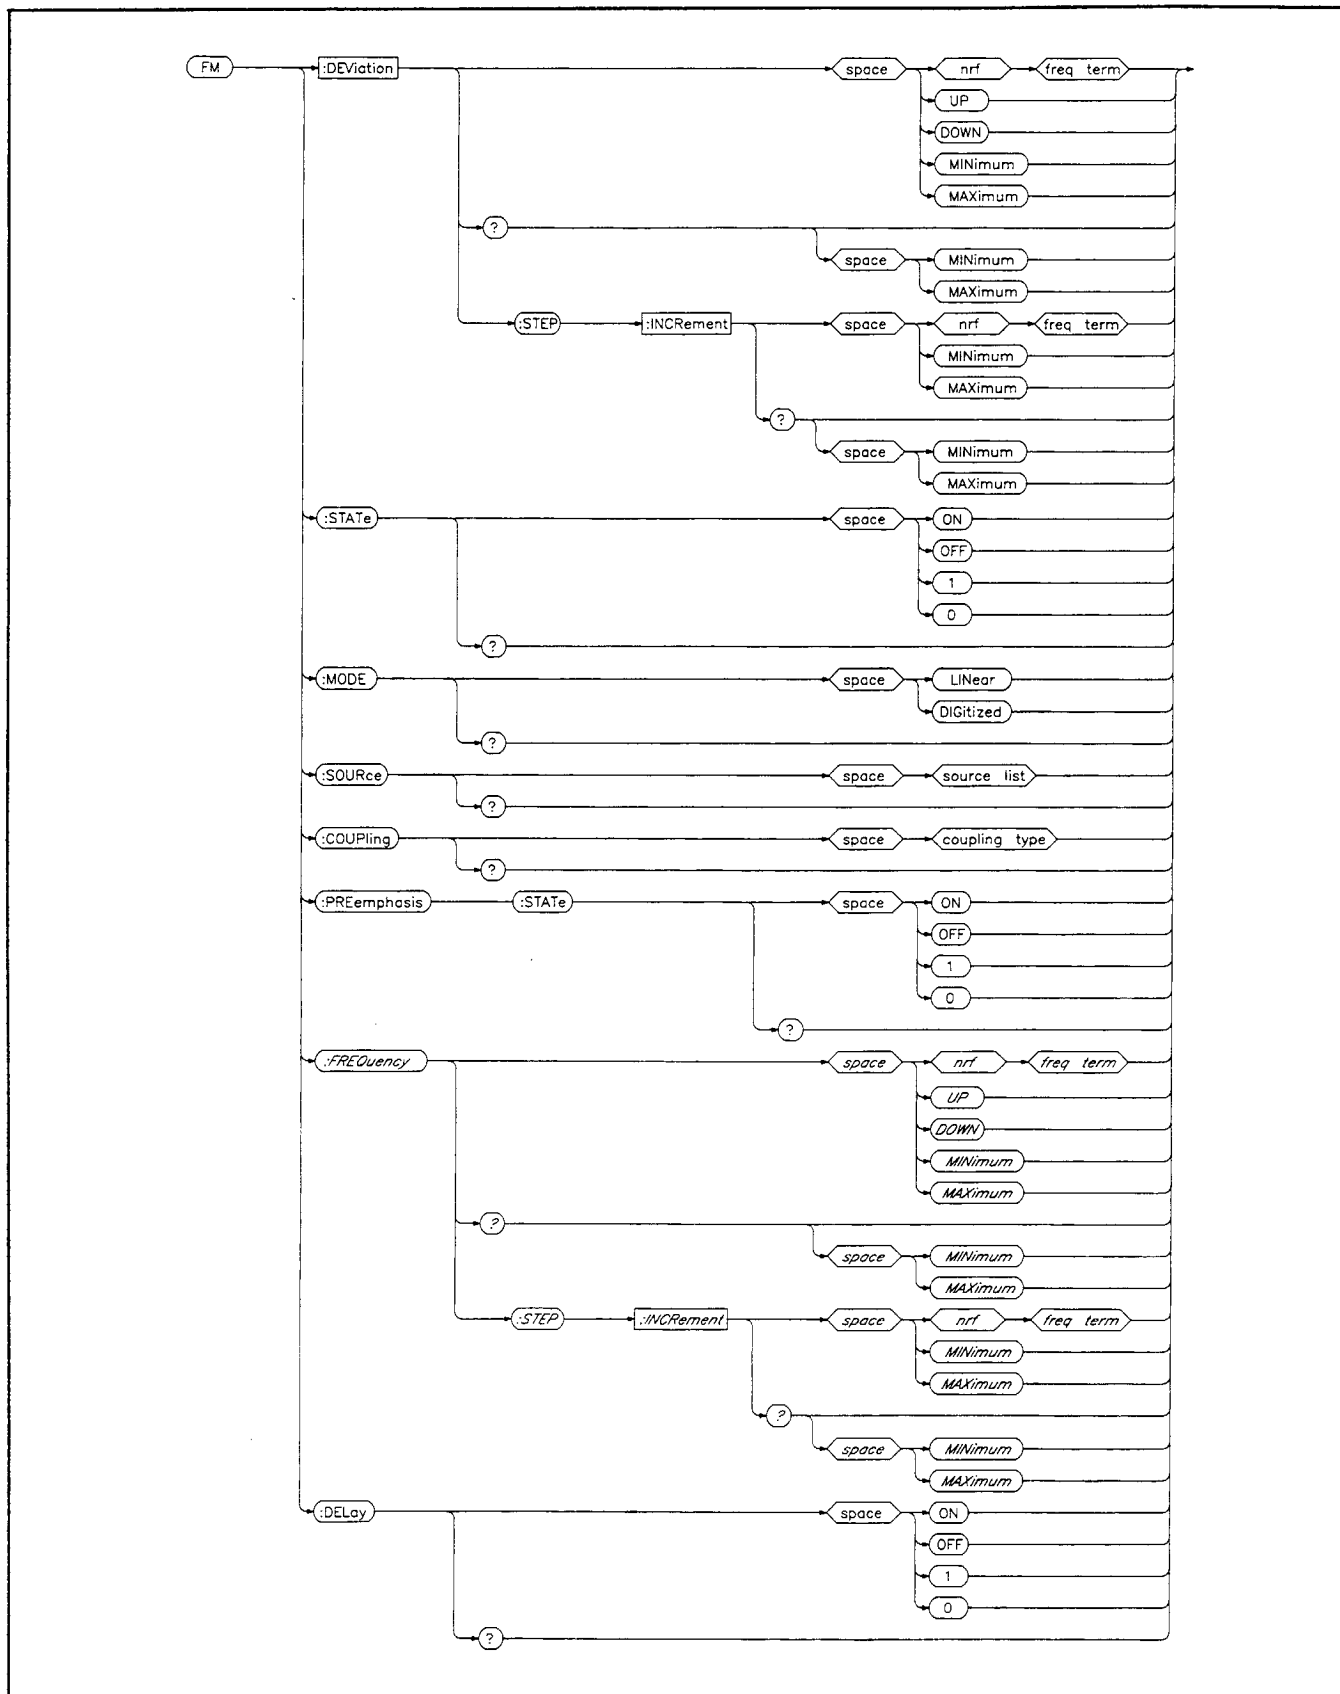 FM :DEViation space nrf freq term
UP
DOWN
MINimum
MAXimum
?
space MINimum
MAXimum
:STEP :INCRement space nrf freq term
MINimum
MAXimum
?
space MINimum
MAXimum
:STATe space ON
OFF
1
0
?
:MODE space LINear
DIGitized
?
:SOURce space source list
?
:COUPling space coupling type
?
:PREemphasis :STATe space ON
OFF
1
0
?
:FREQuency space nrf freq term
UP
DOWN
MINimum
MAXimum
?
space MINimum
MAXimum
:STEP :INCRement space nrf freq term
MINimum
MAXimum
?
space MINimum
MAXimum
:DELay space ON
OFF
1
0
?